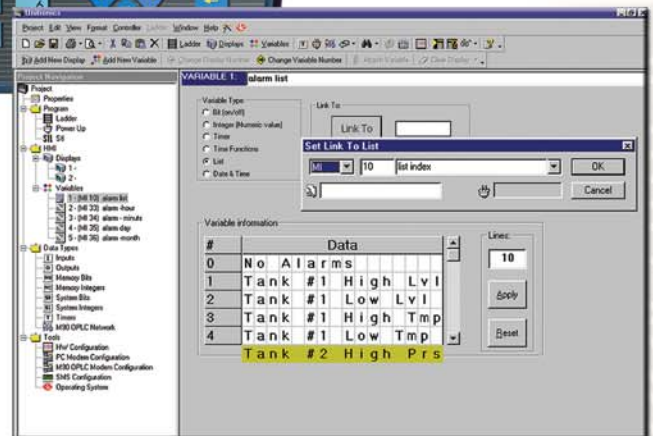 Unitronics
Project Edit View Format Controller Ladder Window Help
Ladder Displays Variables
Add New Display Add New Variable Change Display Number Change Variable Number Attach Variable Clear Display
Project Navigation
VARIABLE 1: alarm list
Project
Properties
Program
Ladder
Power Up
Stl
HMI
Displays
1 -
2 -
Variables
1 - (MI 10) alarm list
2 - (MI 33) alarm -hour
3 - (MI 34) alarm - minute
4 - (MI 35) alarm day
5 - (MI 36) alarm -month
Data Types
Inputs
Outputs
Memory Bits
Memory Integers
System Bits
System Integers
Timers
M90 OPLC Network
Tools
HW Configuration
PC Modem Configuration
M90 OPLC Modem Configuration
SMS Configuration
Operating System
Variable Type
Bit (on/off)
Integer (Numeric value)
Timer
Time Functions
List
Date & Time
Link To:
Link To
Set Link To List
MI 10 list index
OK
Cancel
Variable information
# Data
0 No Alarms
1 Tank #1 High Lvl
2 Tank #1 Low Lvl
3 Tank #1 High Tmp
4 Tank #1 Low Tmp
Tank #2 High Prs
Lines:
10
Apply
Reset